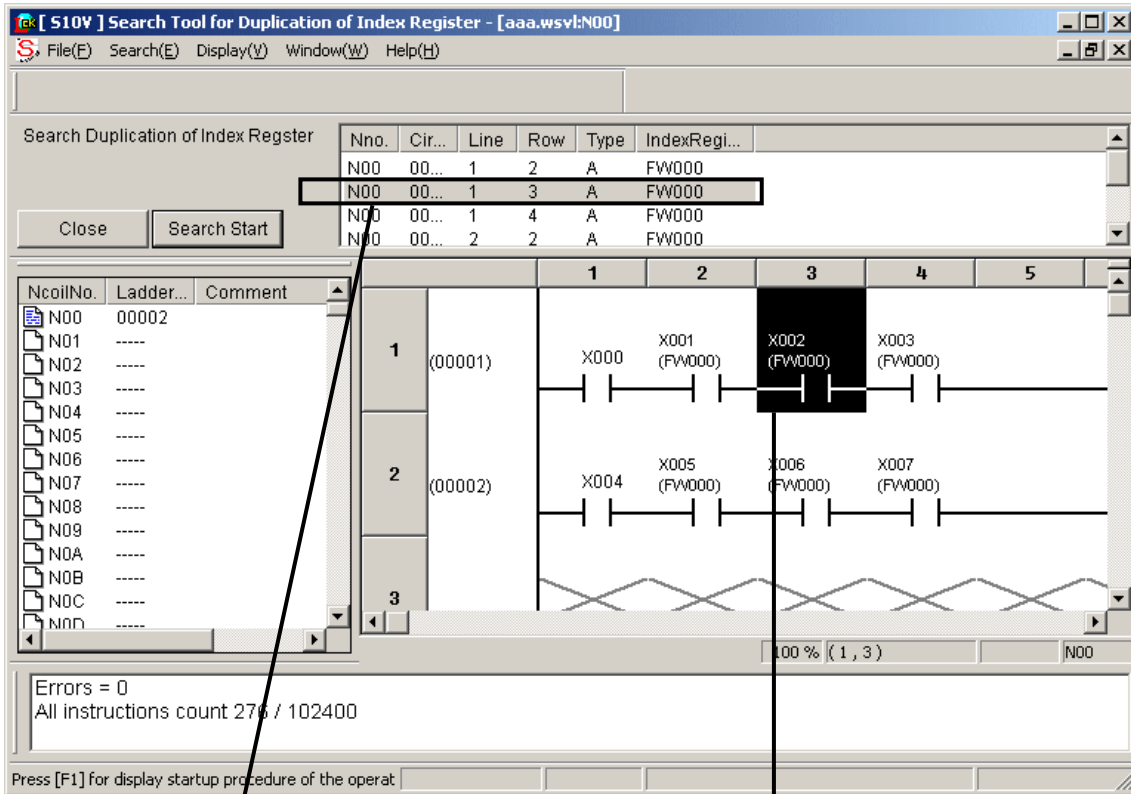 [ S10V ] Search Tool for Duplication of Index Register - [aaa.wsvl:N00]
File(F) Search(E) Display(V) Window(W) Help(H)
Search Duplication of Index Regster
Close Search Start
Nno. Cir... Line Row Type IndexRegi...
N00 00... 1 2 A FW000
N00 00... 1 3 A FW000
N00 00... 1 4 A FW000
N00 00... 2 2 A FW000
NcoilNo. Ladder... Comment
N00 00002
N01 -----
N02 -----
N03 -----
N04 -----
N05 -----
N06 -----
N07 -----
N08 -----
N09 -----
N0A -----
N0B -----
N0C -----
N0D -----
1 2 3 4 5
1 (00001) X000 X001 (FW000) X002 (FW000) X003 (FW000)
2 (00002) X004 X005 (FW000) X006 (FW000) X007 (FW000)
3
100 % ( 1 , 3 ) N00
Errors = 0
All instructions count 276 / 102400
Press [F1] for display startup procedure of the operat